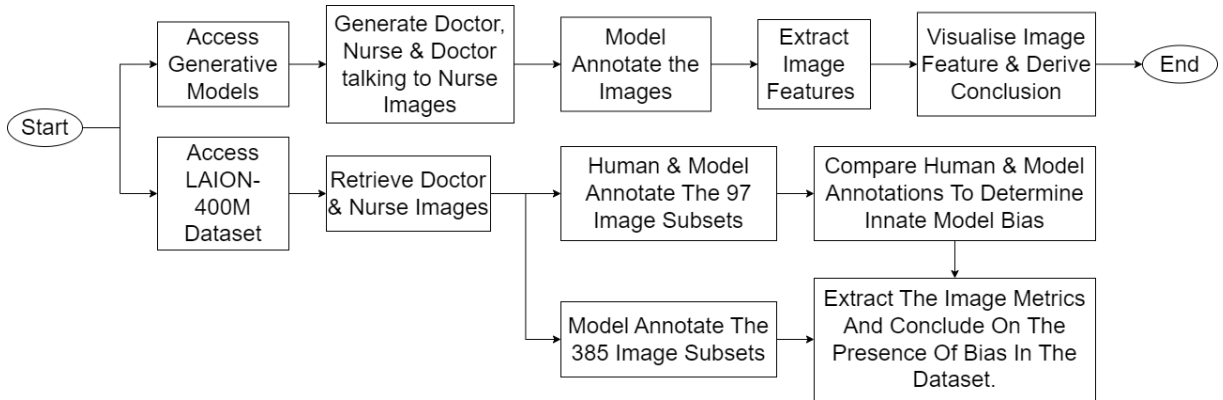 Start
Access
Generative
Models
Generate Doctor,
Nurse & Doctor
talking to Nurse
Images
Model
Annotate the
Images
Extract
Image
Features
Visualise Image
Feature & Derive
Conclusion
End
Access
LAION-
400M
Dataset
Retrieve Doctor
& Nurse Images
Human & Model
Annotate The 97
Image Subsets
Compare Human & Model
Annotations To Determine
Innate Model Bias
Model Annotate The
385 Image Subsets
Extract The Image Metrics
And Conclude On The
Presence Of Bias In The
Dataset.